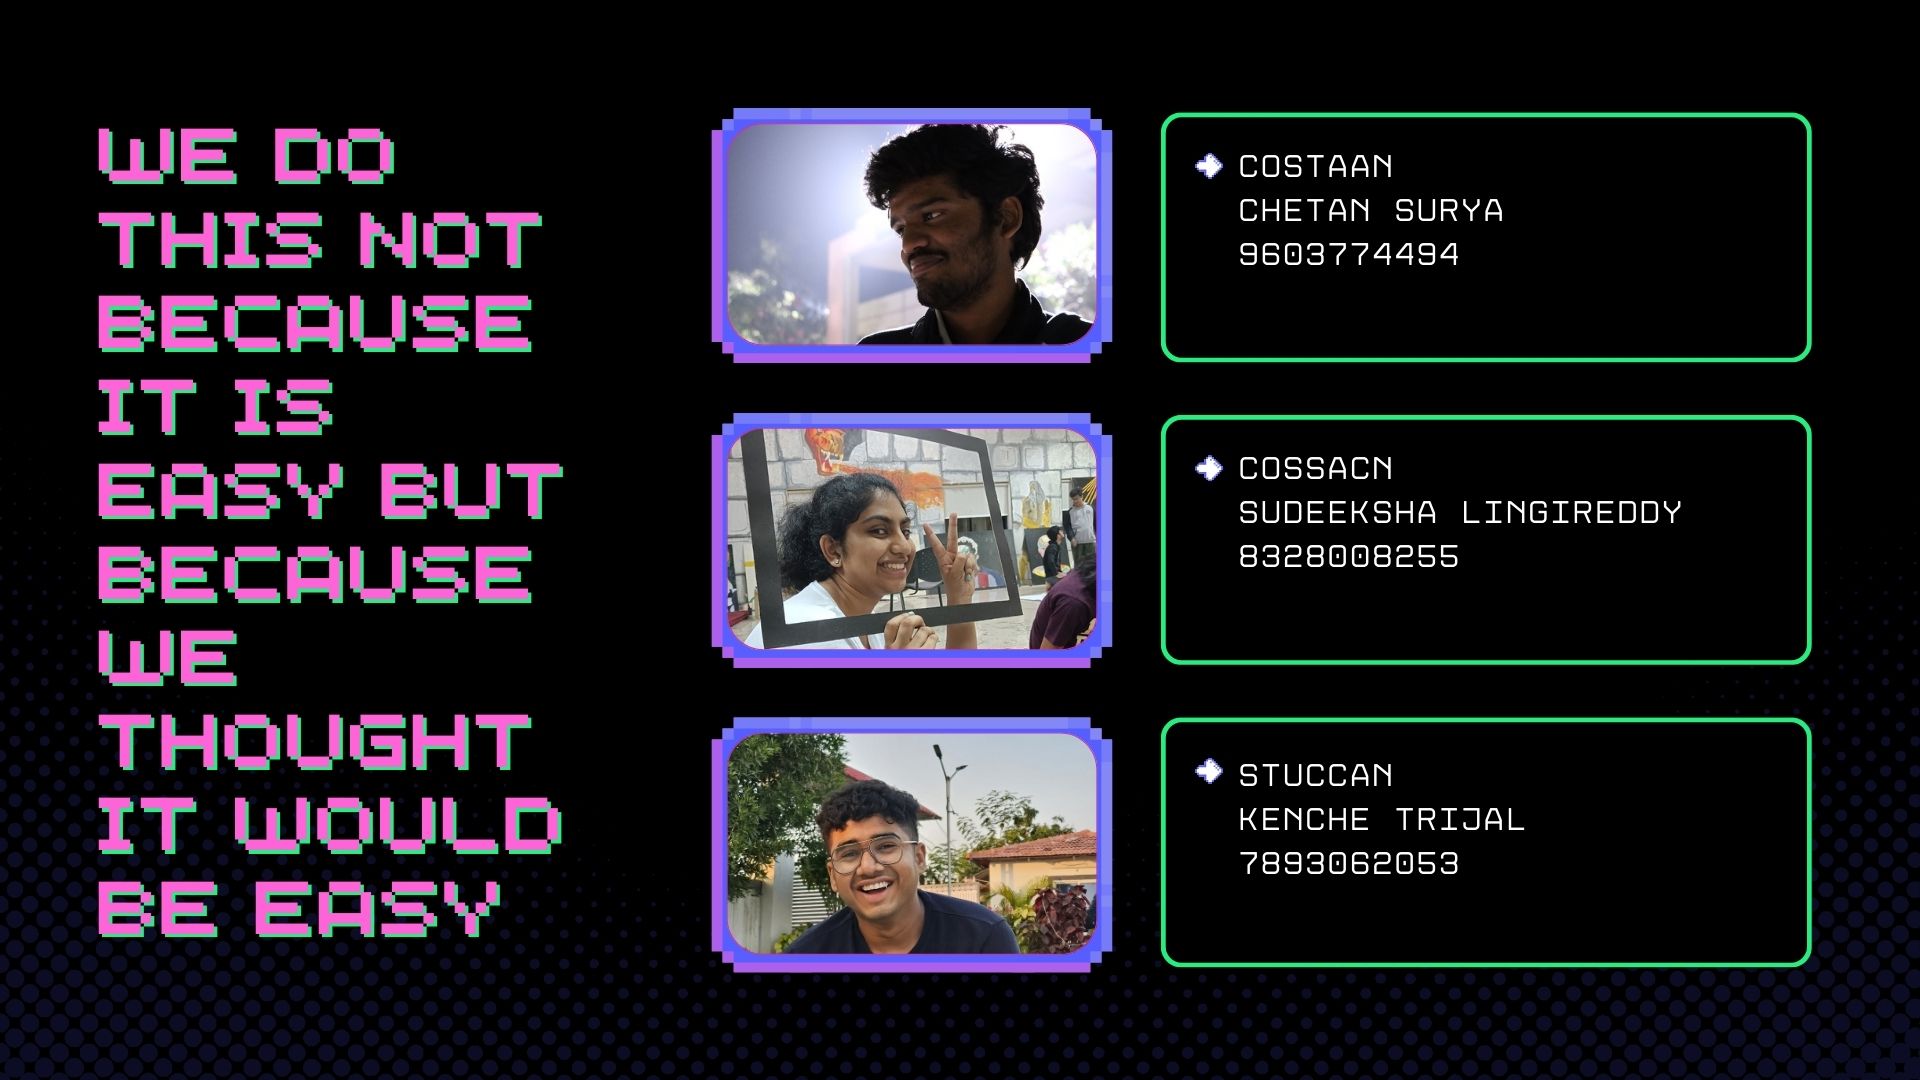 WE DO
THIS NOT
BECAUSE
IT IS
EASY BUT
BECAUSE
WE
THOUGHT
IT WOULD
BE EASY
COSTAAN
CHETAN SURYA
9603774494
COSSACN
SUDEEKSHA LINGIREDDY
8328008255
STUCCAN
KENCHE TRIJAL
7893062053